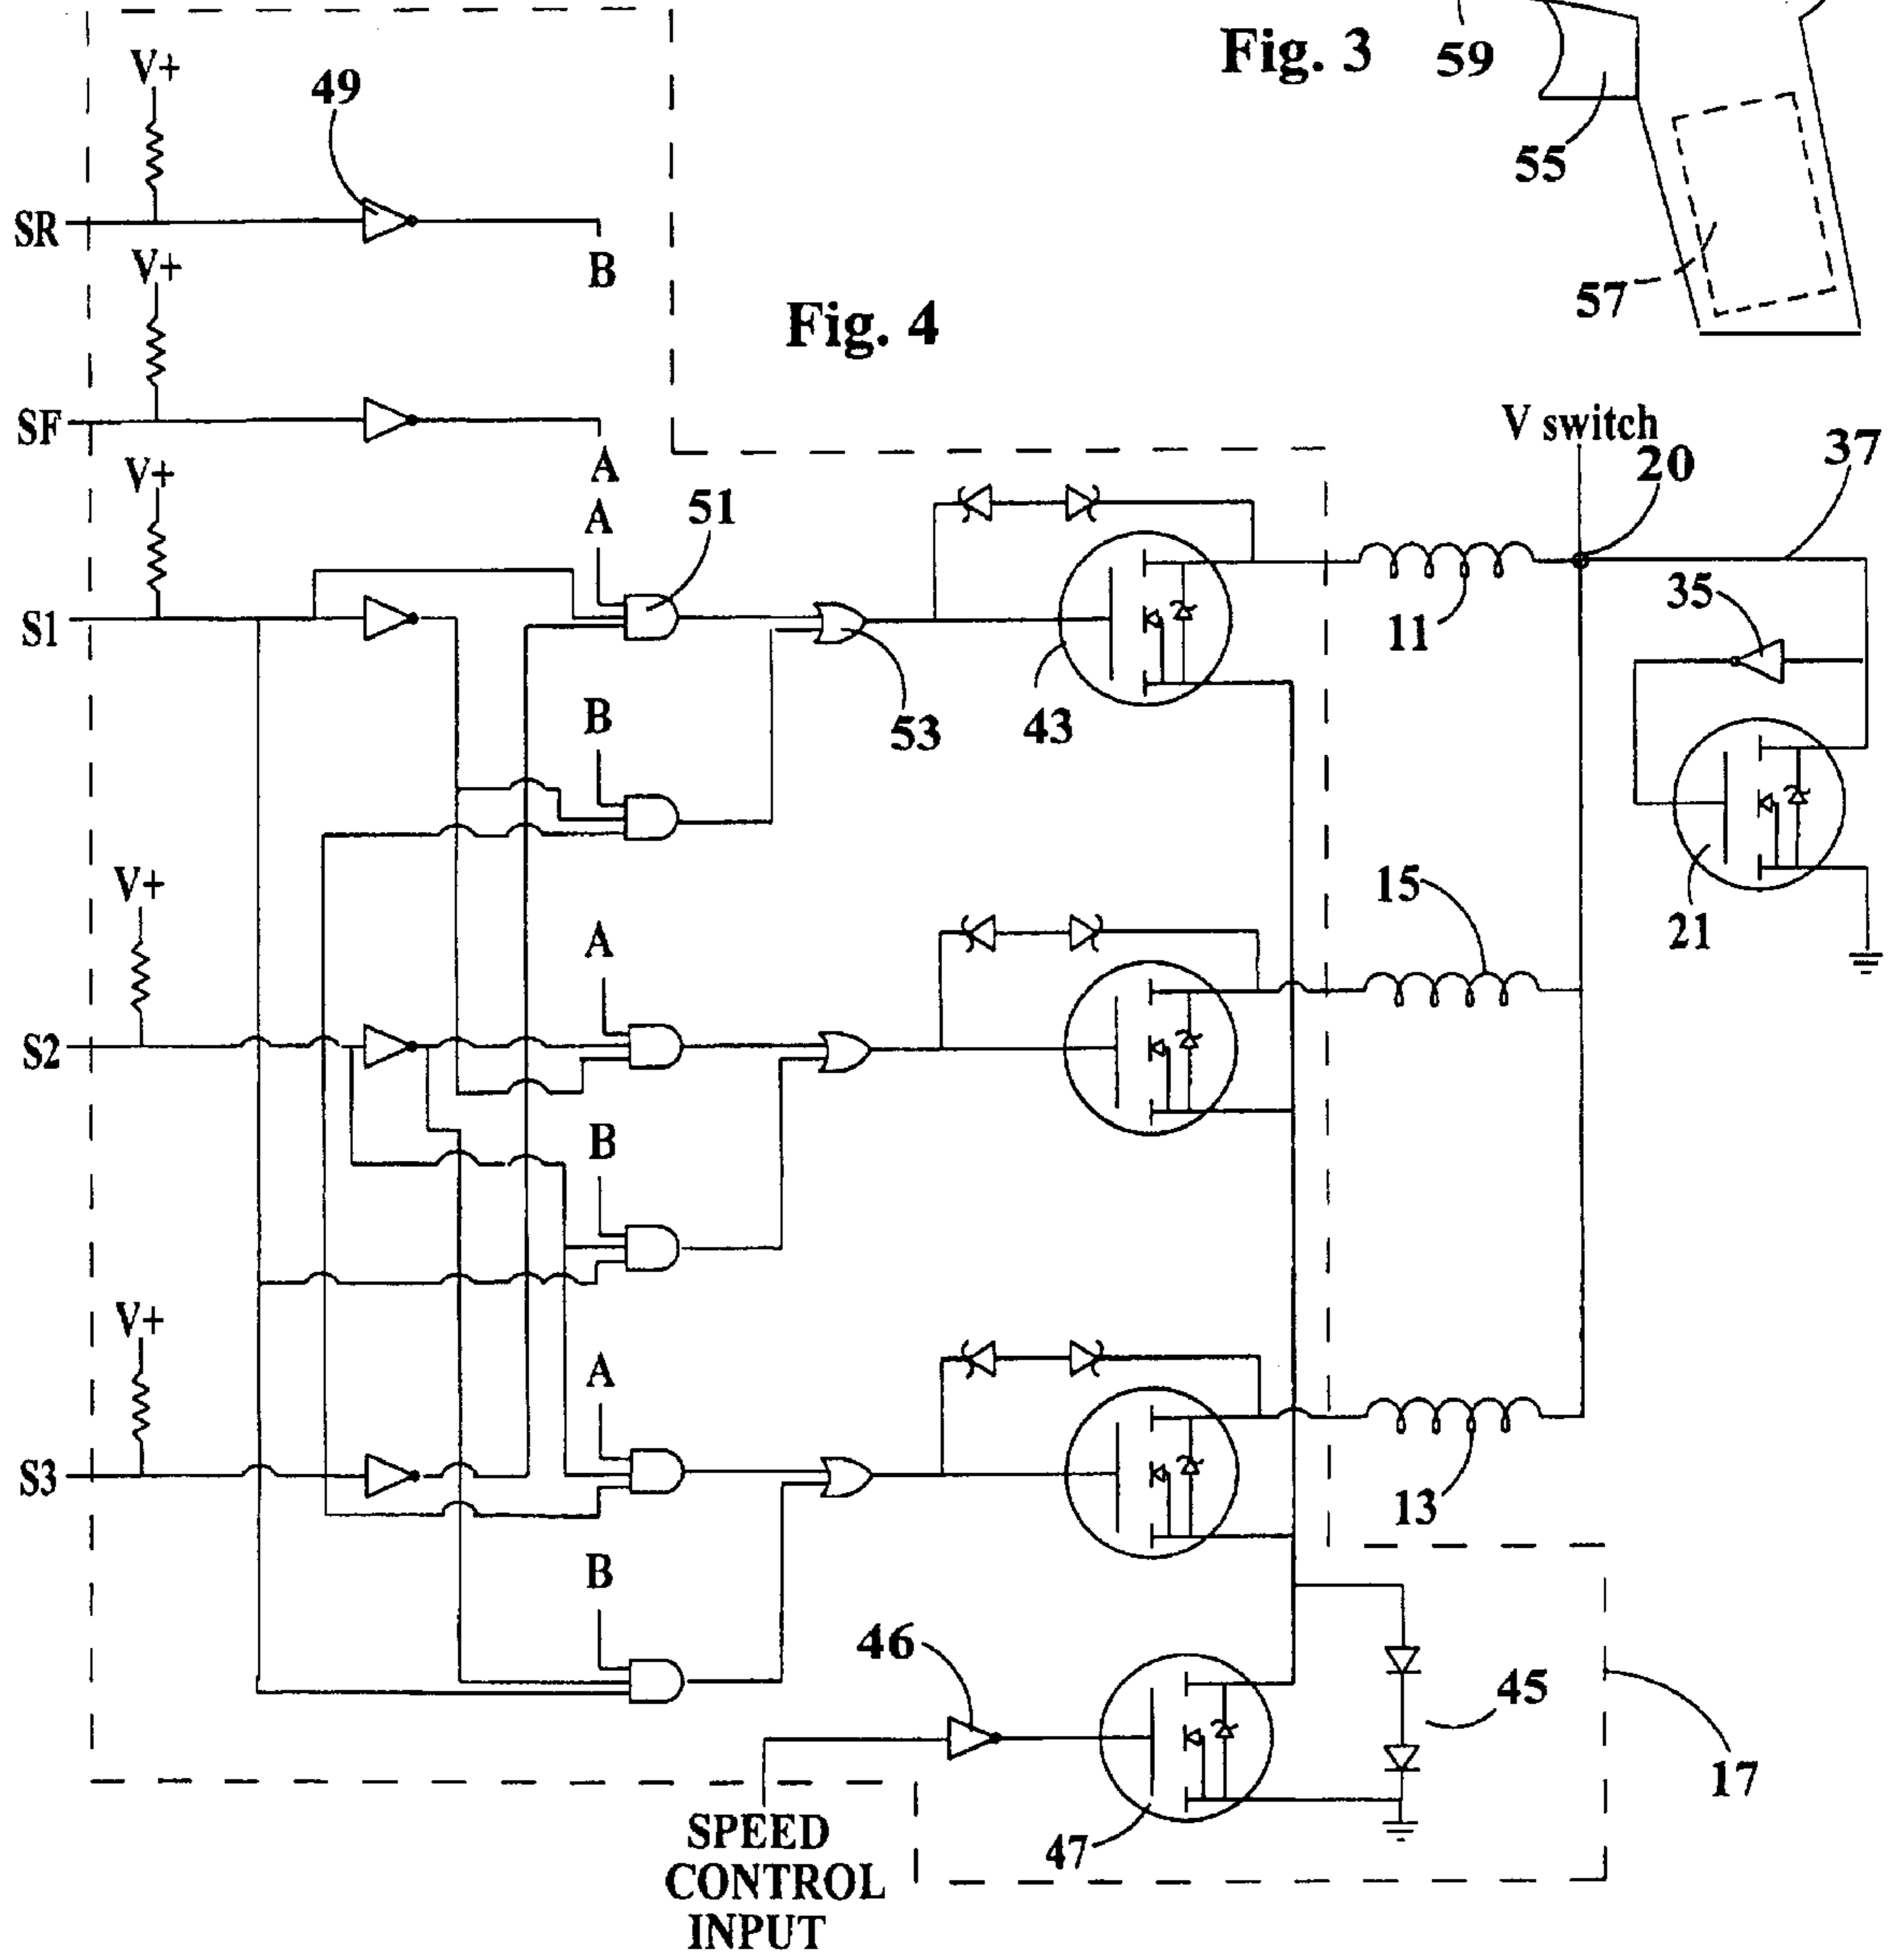 Fig. 3
59
55
57
V+
49
SR
B
V+
Fig. 4
SF
A
V switch
20
37
V+
A
51
S1
11
35
B
53
43
V+
15
21
A
S2
B
V+
A
S3
13
B
46
45
17
47
SPEED
CONTROL
INPUT